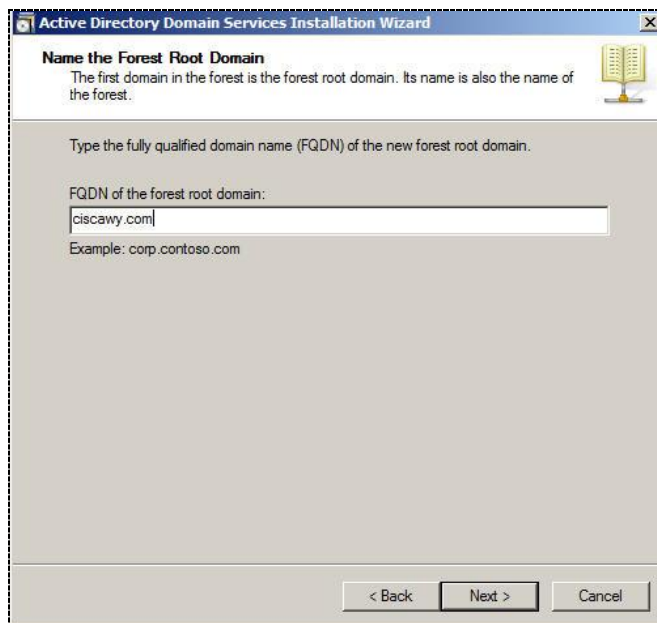 Active Directory Domain Services Installation Wizard
Name the Forest Root Domain
The first domain in the forest is the forest root domain. Its name is also the name of
the forest.
Type the fully qualified domain name (FQDN) of the new forest root domain.
FQDN of the forest root domain:
ciscawy.com
Example: corp.contoso.com
< Back Next > Cancel